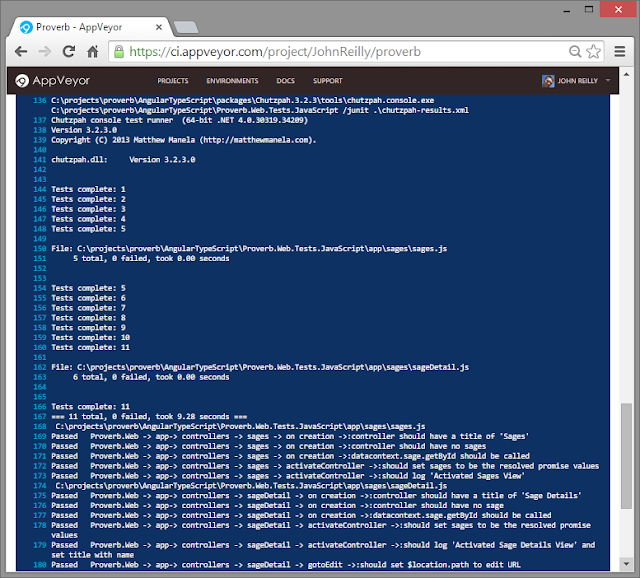 Proverb - AppVeyor
https://ci.appveyor.com/project/JohnReilly/proverb
AppVeyor PROJECTS ENVIRONMENTS DOCS SUPPORT JOHN REILLY
136 C:\projects\proverb\AngularTypeScript\packages\Chutzpah.3.2.3\tools\chutzpah.console.exe
C:\projects\proverb\AngularTypeScript\Proverb.Web.Tests.JavaScript /junit .\chutzpah-results.xml
137 Chutzpah console test runner (64-bit .NET 4.0.30319.34209)
138 Version 3.2.3.0
139 Copyright (C) 2013 Matthew Manela (http://matthewmanela.com).
140
141 chutzpah.dll: Version 3.2.3.0
142
143
144 Tests complete: 1
145 Tests complete: 2
146 Tests complete: 3
147 Tests complete: 4
148 Tests complete: 5
149
150 File: C:\projects\proverb\AngularTypeScript\Proverb.Web.Tests.JavaScript\app\sages\sages.js
151 5 total, 0 failed, took 0.00 seconds
152
153
154 Tests complete: 5
155 Tests complete: 6
156 Tests complete: 7
157 Tests complete: 8
158 Tests complete: 9
159 Tests complete: 10
160 Tests complete: 11
161
162 File: C:\projects\proverb\AngularTypeScript\Proverb.Web.Tests.JavaScript\app\sages\sageDetail.js
163 6 total, 0 failed, took 0.00 seconds
164
165
166 Tests complete: 11
167 === 11 total, 0 failed, took 9.28 seconds ===
168 C:\projects\proverb\AngularTypeScript\Proverb.Web.Tests.JavaScript\app\sages\sages.js
169 Passed Proverb.Web -> app-> controllers -> sages -> on creation ->:controller should have a title of 'Sages'
170 Passed Proverb.Web -> app-> controllers -> sages -> on creation ->:controller should have no sages
171 Passed Proverb.Web -> app-> controllers -> sages -> on creation ->:datacontext.sage.getById should be called
172 Passed Proverb.Web -> app-> controllers -> sages -> activateController ->:should set sages to be the resolved promise values
173 Passed Proverb.Web -> app-> controllers -> sages -> activateController ->:should log 'Activated Sages View'
174 C:\projects\proverb\AngularTypeScript\Proverb.Web.Tests.JavaScript\app\sages\sageDetail.js
175 Passed Proverb.Web -> app-> controllers -> sageDetail -> on creation ->:controller should have a title of 'Sage Details'
176 Passed Proverb.Web -> app-> controllers -> sageDetail -> on creation ->:controller should have no sage
177 Passed Proverb.Web -> app-> controllers -> sageDetail -> on creation ->:datacontext.sage.getById should be called
178 Passed Proverb.Web -> app-> controllers -> sageDetail -> activateController ->:should set sages to be the resolved promise
values
179 Passed Proverb.Web -> app-> controllers -> sageDetail -> activateController ->:should log 'Activated Sage Details View' and
set title with name
180 Passed Proverb.Web -> app-> controllers -> sageDetail -> gotoEdit ->:should set $location.path to edit URL